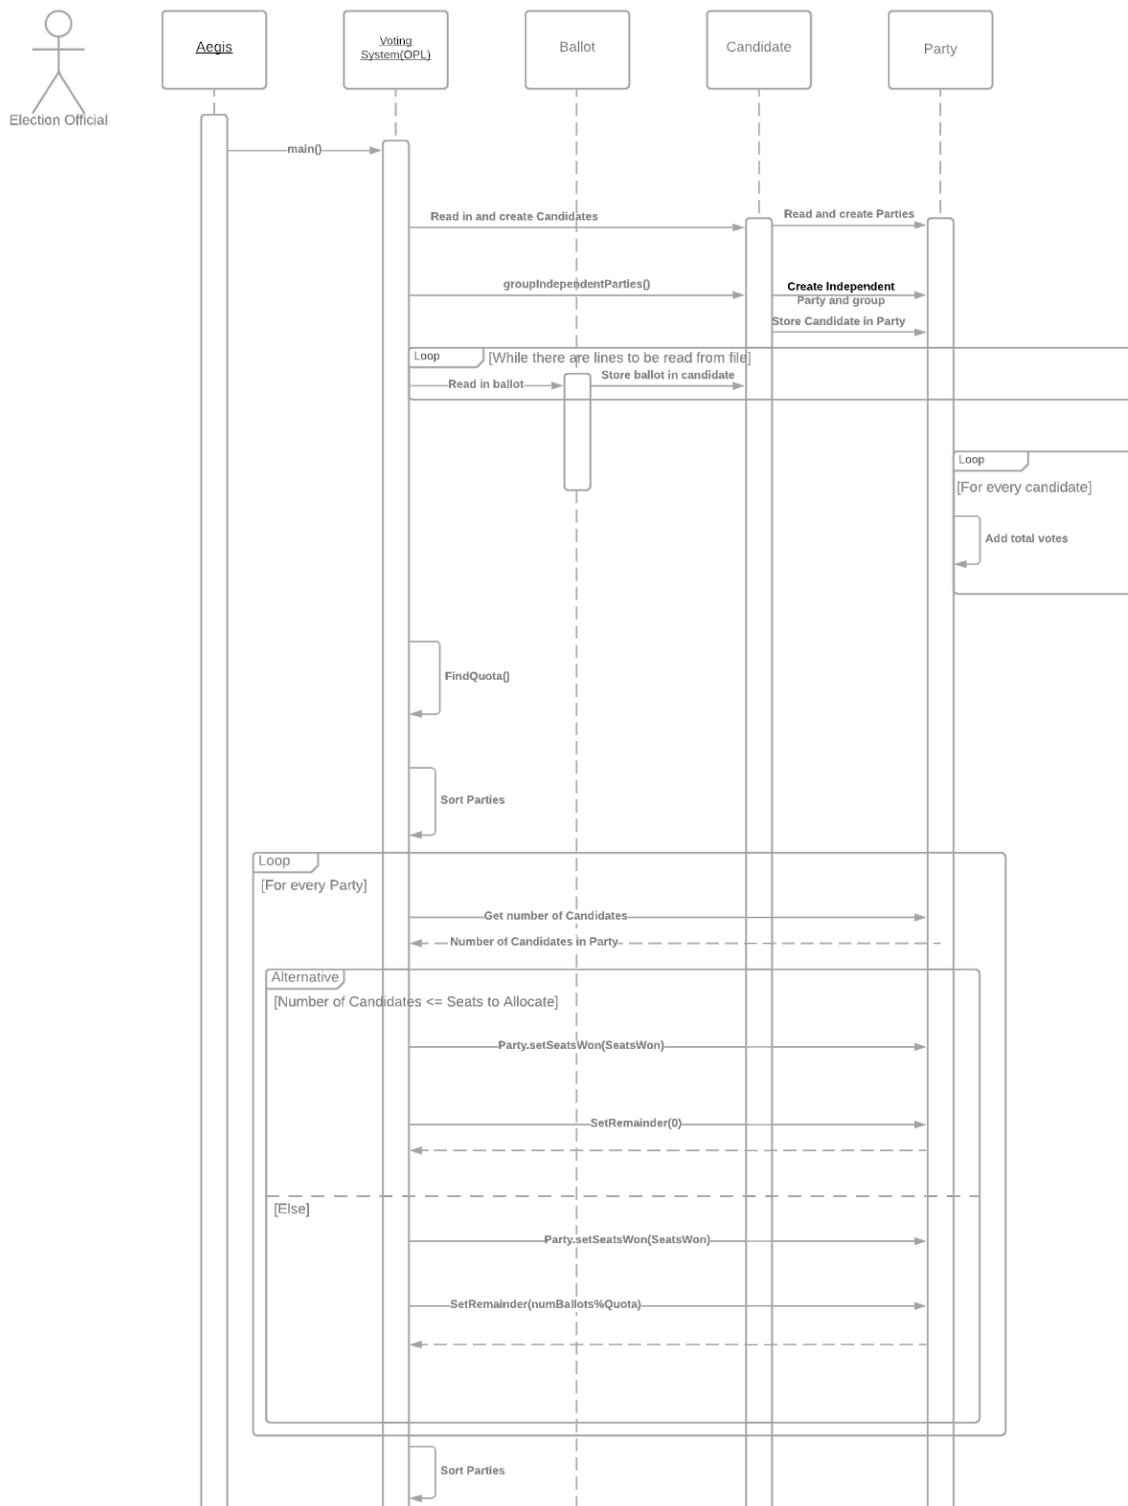 Aegis
Voting
System(OPL)
Ballot
Candidate
Party
Election Official
main()
Read in and create Candidates
Read and create Parties
groupIndependentParties()
Create Independent
Party and group
Store Candidate in Party
Loop
[While there are lines to be read from file]
Read in ballot
Store ballot in candidate
Loop
[For every candidate]
Add total votes
FindQuota()
Sort Parties
Loop
[For every Party]
Get number of Candidates
Number of Candidates in Party
Alternative
[Number of Candidates <= Seats to Allocate]
Party.setSeatsWon(SeatsWon)
SetRemainder(0)
[Else]
Party.setSeatsWon(SeatsWon)
SetRemainder(numBallots%Quota)
Sort Parties